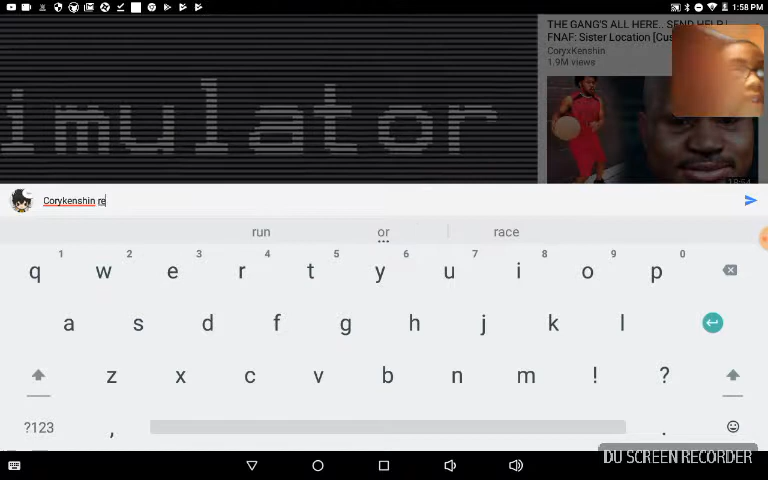 1:58 PM
THE GANG'S ALL HERE.. SEND HELP!
FNAF: Sister Location [Cus
CoryxKenshin
1.9M views
imulator
Corykenshin re
run or race
1 2 3 4 5 6 7 8 9 0
q w e r t y u i o p
a s d f g h j k l
z x c v b n m ! ?
?123 , .
DU SCREEN RECORDER